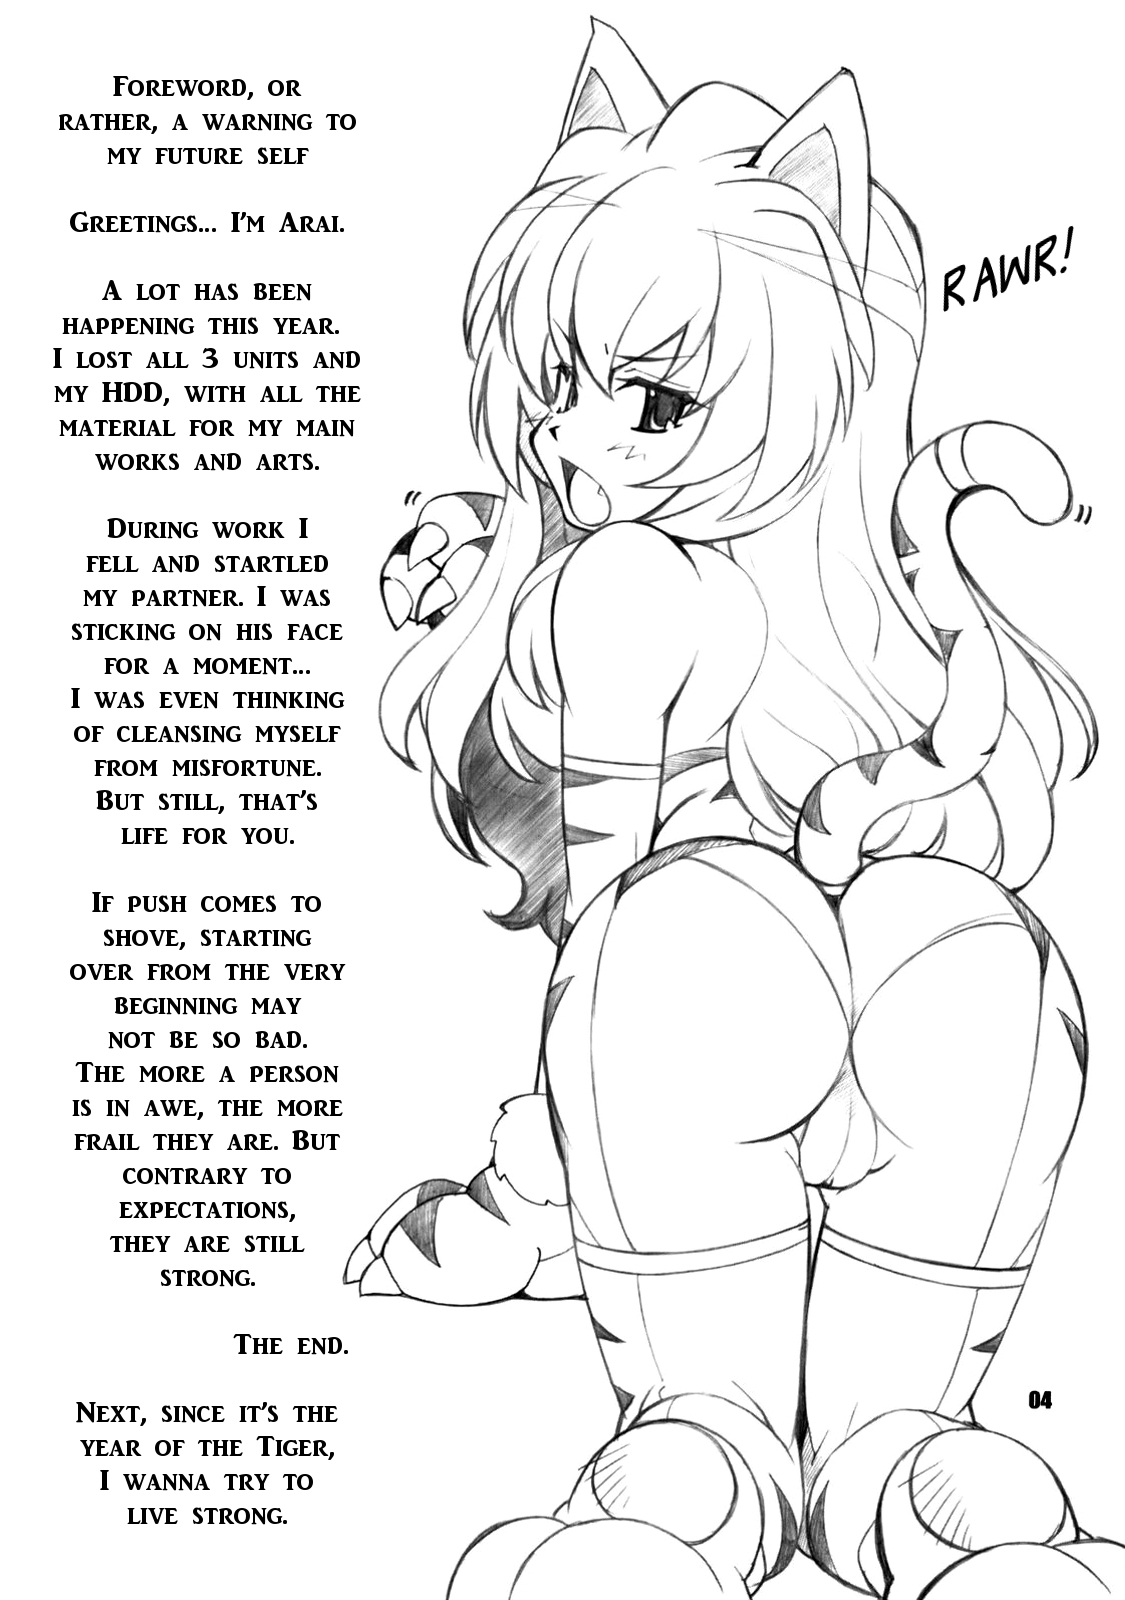 Foreword, or
rather, a warning to
my future self
Greetings... I'm Arai.
A lot has been
happening this year.
I lost all 3 units and
my HDD, with all the
material for my main
works and arts.
During work I
fell and startled
my partner. I was
sticking on his face
for a moment...
I was even thinking
of cleansing myself
from misfortune.
But still, that's
life for you.
If push comes to
shove, starting
over from the very
beginning may
not be so bad.
The more a person
is in awe, the more
frail they are. But
contrary to
expectations,
they are still
strong.
The end.
Next, since it's the
year of the Tiger,
I wanna try to
live strong.
RAWR!
04